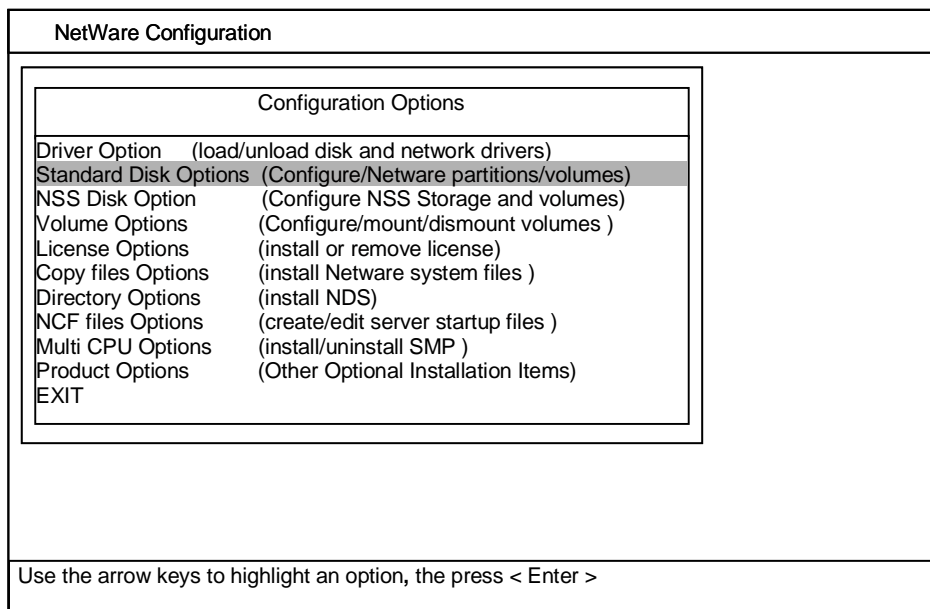 NetWare Configuration
Configuration Options
Driver Option (load/unload disk and network drivers)
Standard Disk Options (Configure/Netware partitions/volumes)
NSS Disk Option (Configure NSS Storage and volumes)
Volume Options (Configure/mount/dismount volumes )
License Options (install or remove license)
Copy files Options (install Netware system files )
Directory Options (install NDS)
NCF files Options (create/edit server startup files )
Multi CPU Options (install/uninstall SMP )
Product Options (Other Optional Installation Items)
EXIT
Use the arrow keys to highlight an option, the press < Enter >